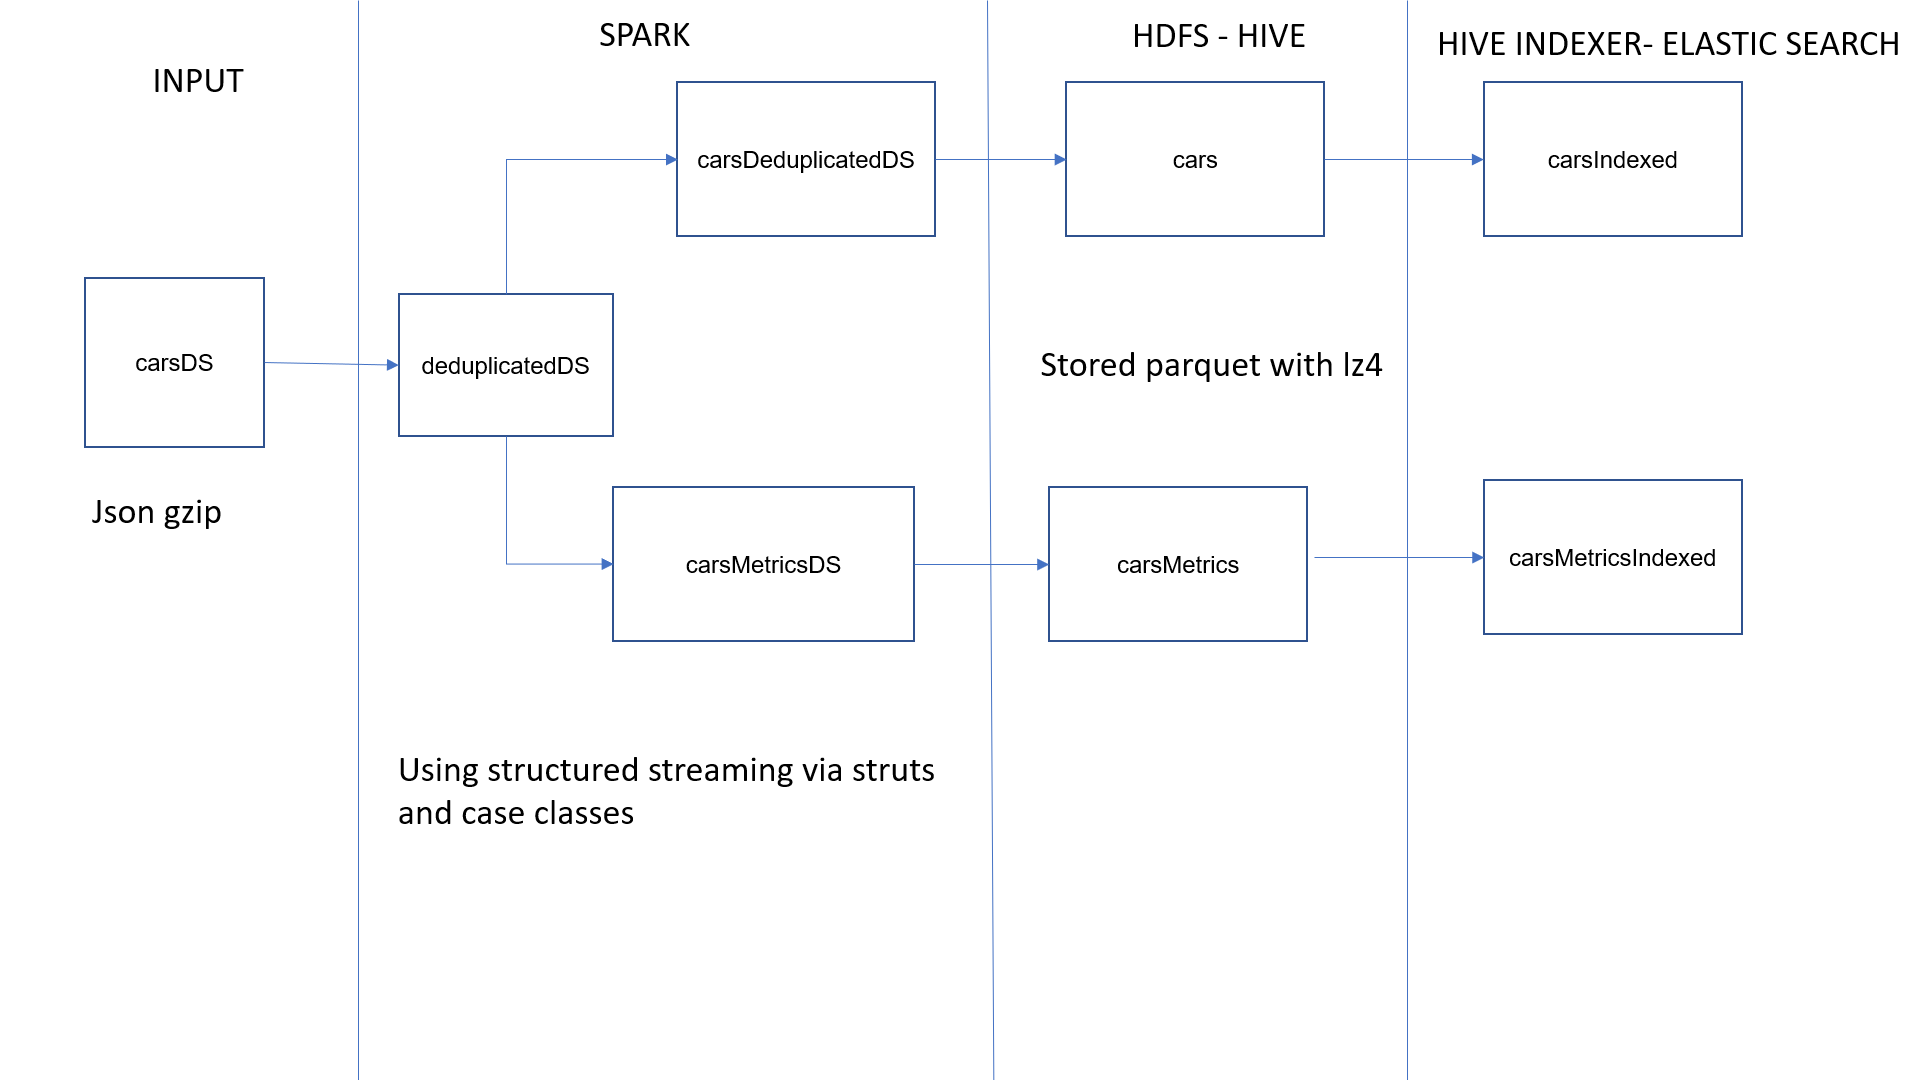 INPUT
SPARK
HDFS - HIVE
HIVE INDEXER- ELASTIC SEARCH
carsDS
Json gzip
deduplicatedDS
carsDeduplicatedDS
carsMetricsDS
Using structured streaming via struts
and case classes
cars
Stored parquet with lz4
carsMetrics
carsIndexed
carsMetricsIndexed